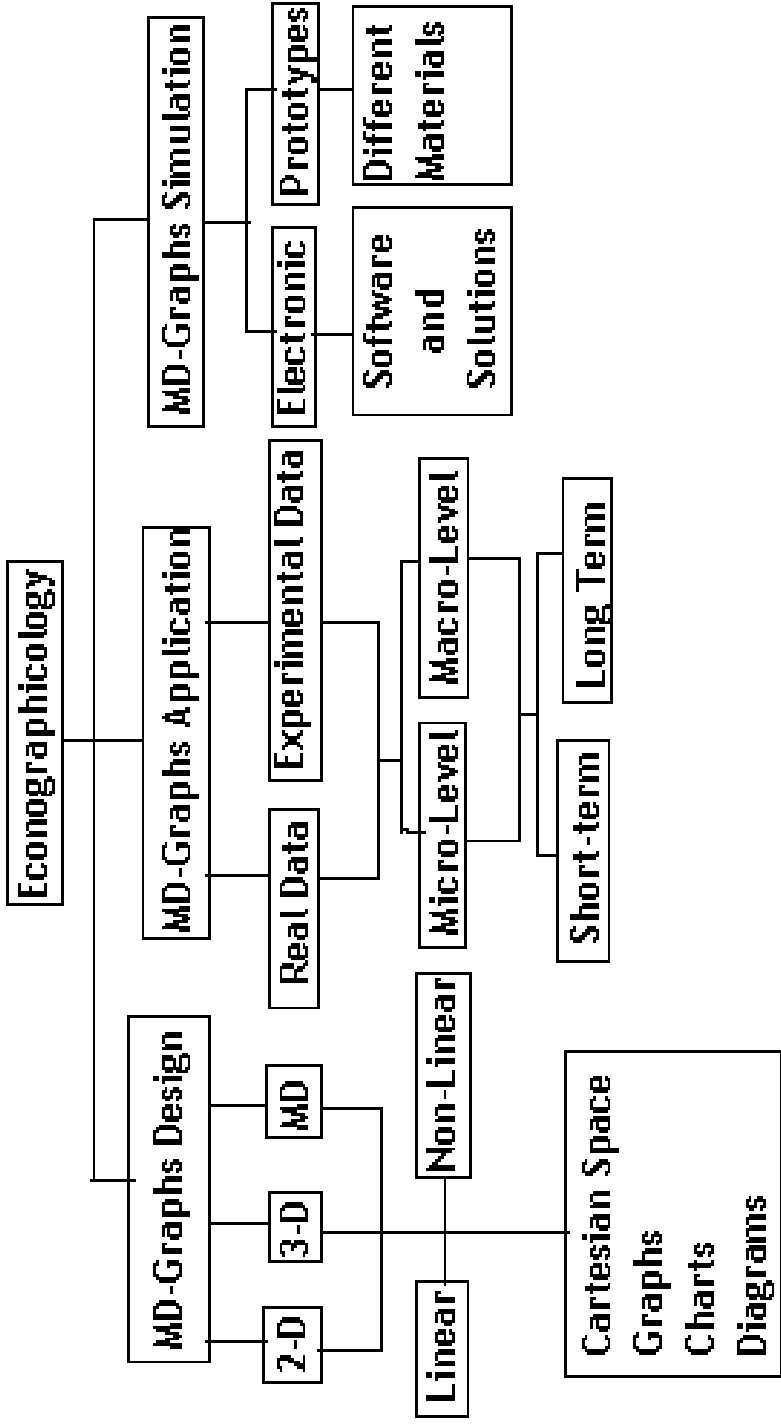 Econographicology
MD-Graphs Design
MD-Graphs Application
MD-Graphs Simulation
2-D
3-D
MD
Real Data
Experimental Data
Electronic
Prototypes
Software
and
Solutions
Different
Materials
Linear
Non-Linear
Micro-Level
Macro-Level
Short-term
Long Term
Cartesian Space
Graphs
Charts
Diagrams